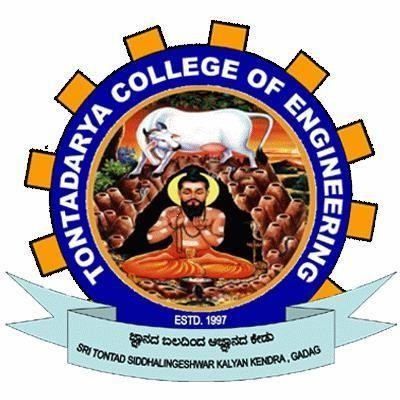 TONTADARYA COLLEGE OF ENGINEERING
ESTD. 1997
ಜ್ಞಾನದ ಬಲದಿಂದ ಅಜ್ಞಾನದ ಕೇಡು
SRI TONTAD SIDDHALINGESHWAR KALYAN KENDRA , GADAG